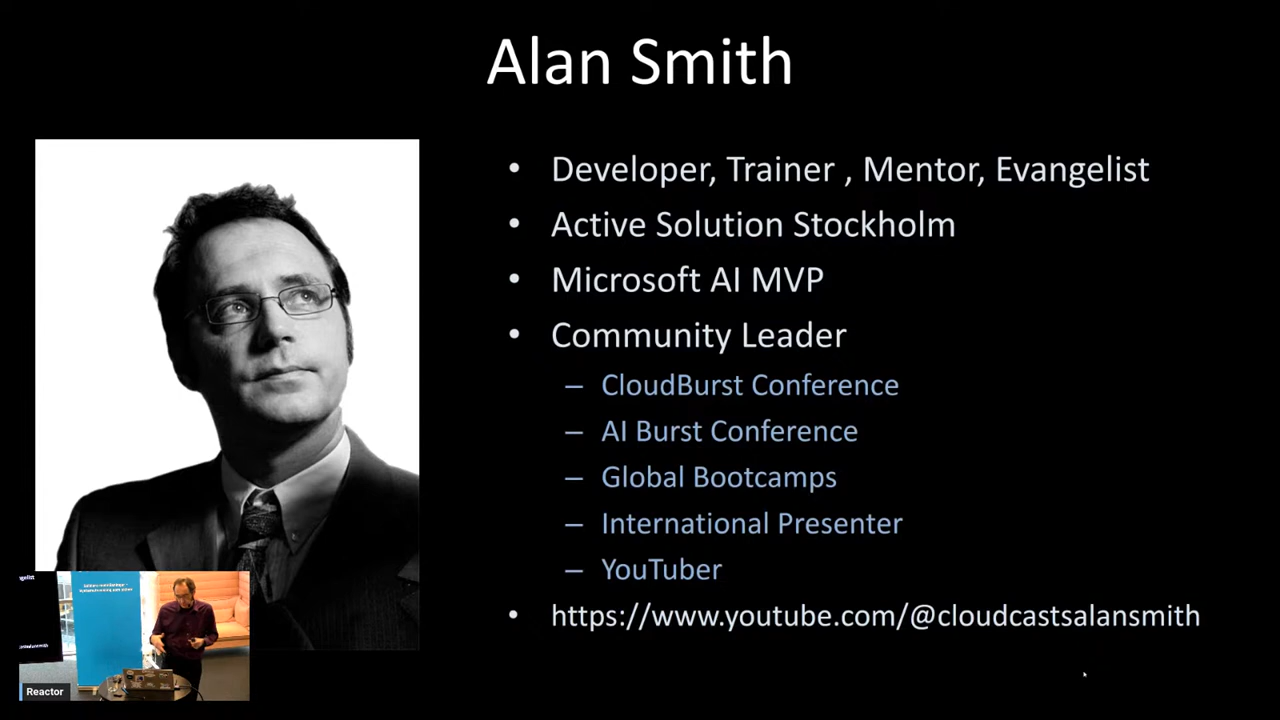 Alan Smith
• Developer, Trainer , Mentor, Evangelist
• Active Solution Stockholm
• Microsoft AI MVP
• Community Leader
– CloudBurst Conference
– AI Burst Conference
– Global Bootcamps
– International Presenter
– YouTuber
• https://www.youtube.com/@cloudcastsalansmith
Reactor